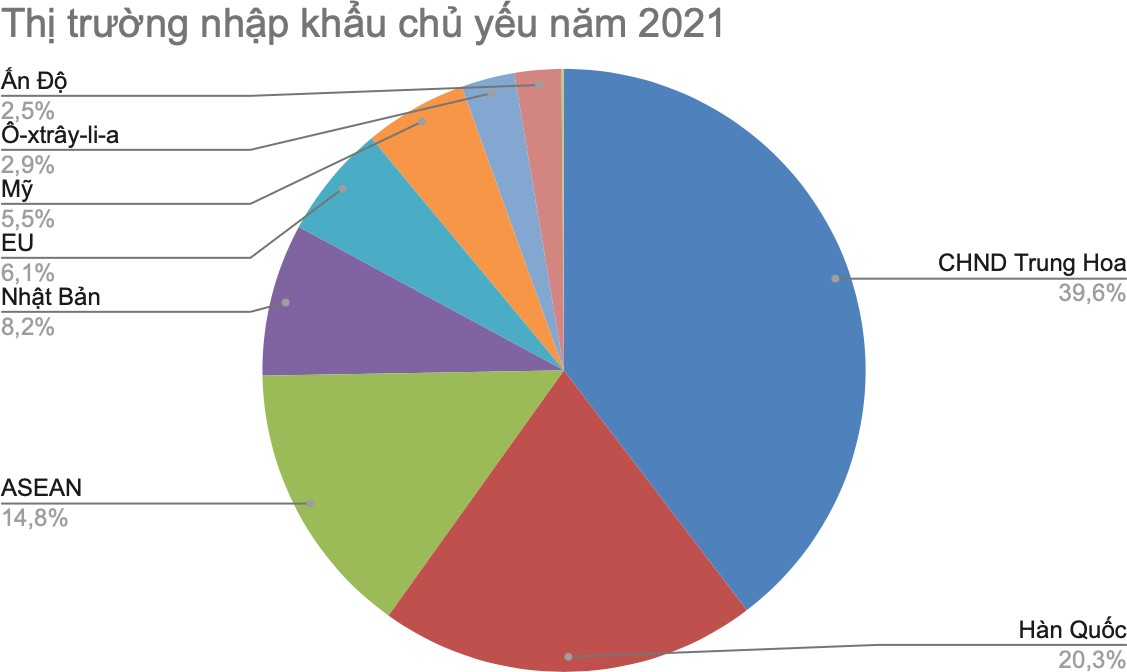 Thị trường nhập khẩu chủ yếu năm 2021
Ấn Độ
2,5%
Ô-xtrây-li-a
2,9%
Mỹ
5,5%
EU
6,1%
Nhật Bản
8,2%
ASEAN
14,8%
CHND Trung Hoa
39,6%
Hàn Quốc
20,3%